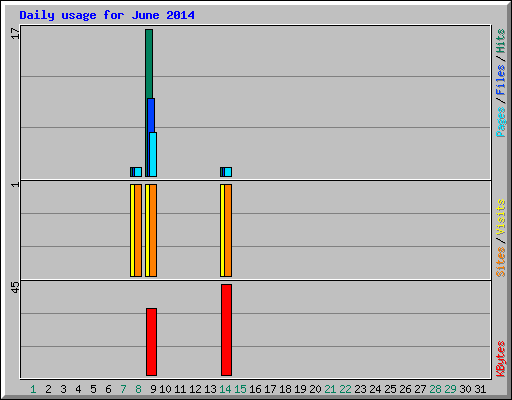 Daily usage for June 2014
17
Pages / Files / Hits
1
Sites / Visits
45
KBytes
1 2 3 4 5 6 7 8 9 10 11 12 13 14 15 16 17 18 19 20 21 22 23 24 25 26 27 28 29 30 31